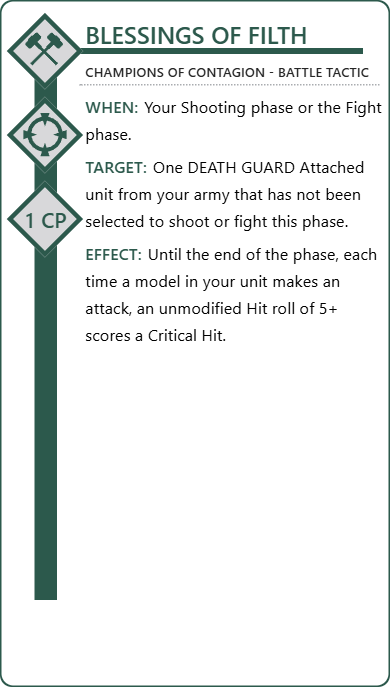 BLESSINGS OF FILTH
CHAMPIONS OF CONTAGION - BATTLE TACTIC
WHEN: Your Shooting phase or the Fight
phase.
TARGET: One DEATH GUARD Attached
unit from your army that has not been
1 CP
selected to shoot or fight this phase.
EFFECT: Until the end of the phase, each
time a model in your unit makes an
attack, an unmodified Hit roll of 5+
scores a Critical Hit.